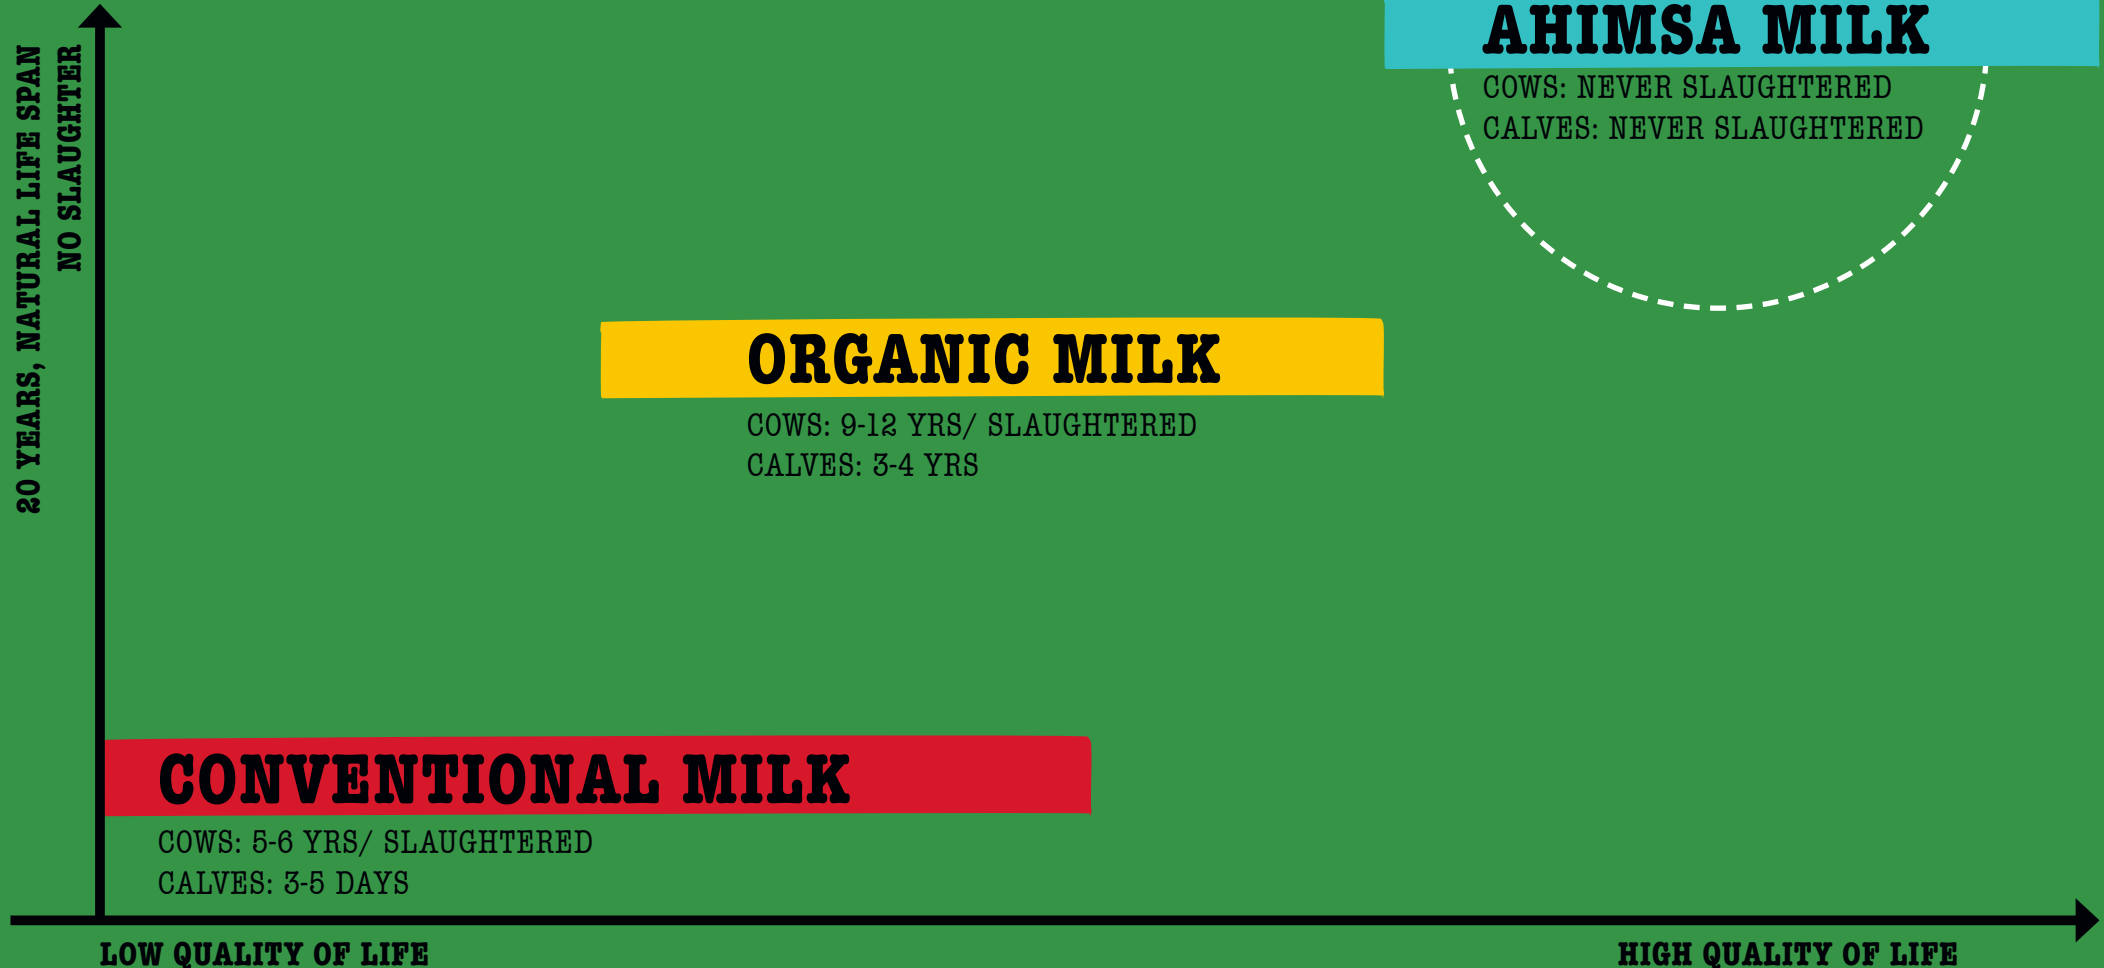 AHIMSA MILK
COWS: NEVER SLAUGHTERED
CALVES: NEVER SLAUGHTERED
20 YEARS, NATURAL LIFE SPAN
NO SLAUGHTER
ORGANIC MILK
COWS: 9-12 YRS/ SLAUGHTERED
CALVES: 3-4 YRS
CONVENTIONAL MILK
COWS: 5-6 YRS/ SLAUGHTERED
CALVES: 3-5 DAYS
LOW QUALITY OF LIFE
HIGH QUALITY OF LIFE